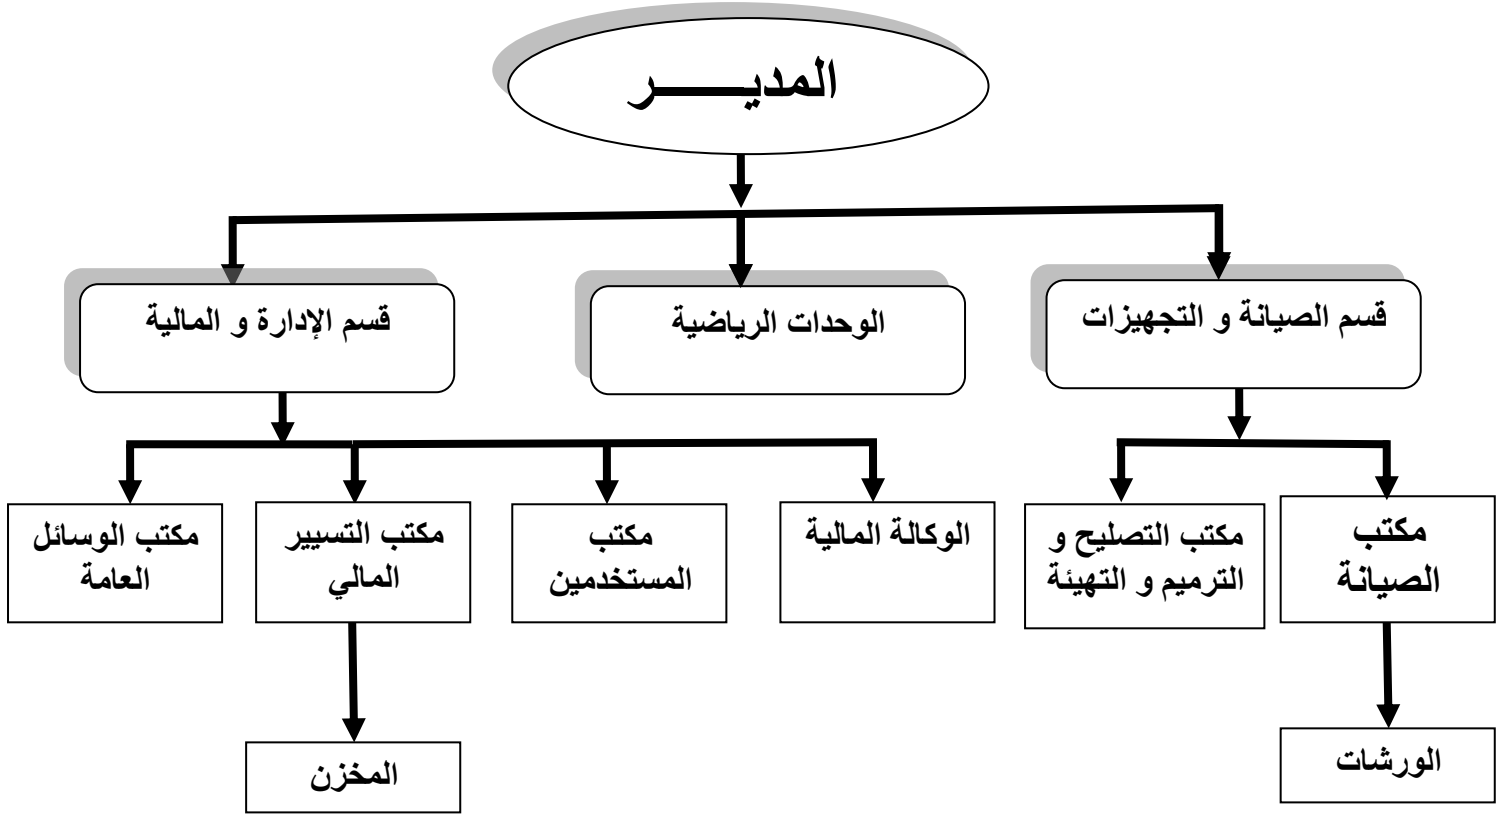 المديـــــــر
قسم الصيانة و التجهيزات
الوحدات الرياضية
قسم الإدارة و المالية
مكتب
الصيانة
مكتب التصليح و
الترميم و التهيئة
الوكالة المالية
مكتب
المستخدمين
مكتب التسيير
المالي
مكتب الوسائل
العامة
الورشات
المخزن